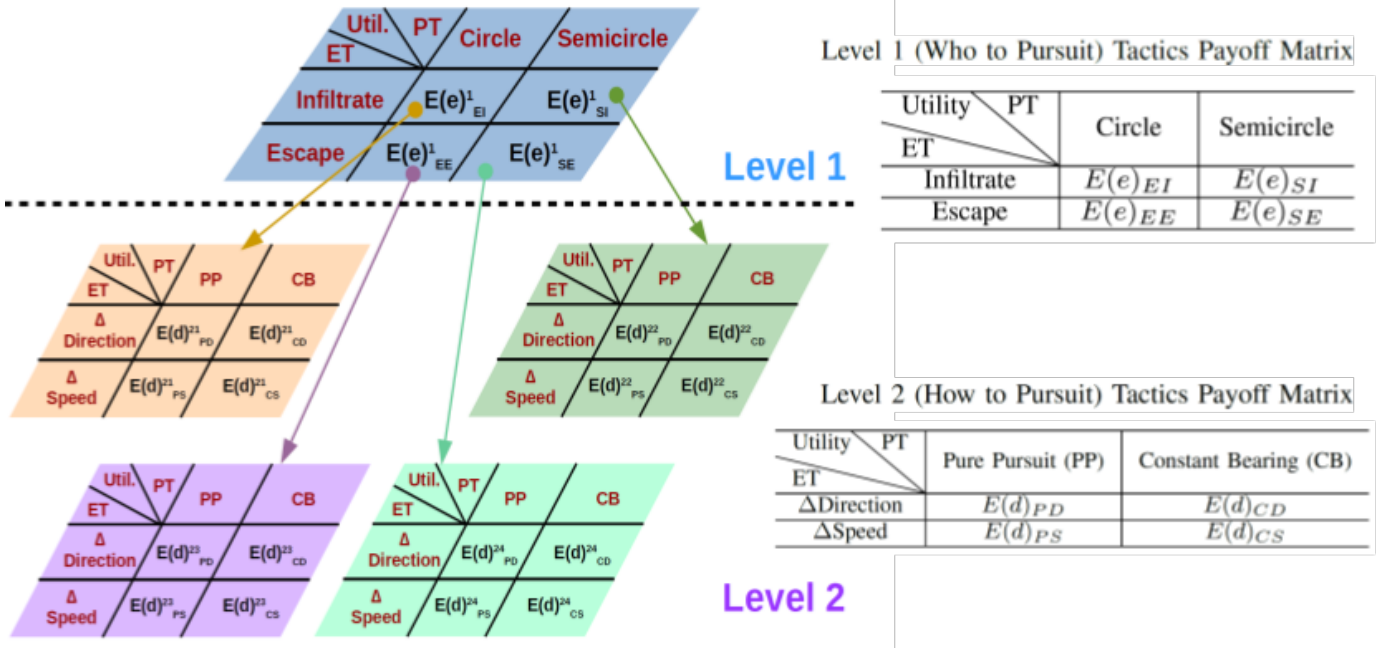 Util. PT Circle Semicircle
ET
Infiltrate E(e)¹EI E(e)¹SI
Escape E(e)¹EE E(e)¹SE
Level 1
Util. PT PP CB
ET
Δ Direction E(d)²¹PD E(d)²¹CD
Δ Speed E(d)²¹PS E(d)²¹CS
Util. PT PP CB
ET
Δ Direction E(d)²²PD E(d)²²CD
Δ Speed E(d)²²PS E(d)²²CS
Util. PT PP CB
ET
Δ Direction E(d)²³PD E(d)²³CD
Δ Speed E(d)²³PS E(d)²³CS
Util. PT PP CB
ET
Δ Direction E(d)²⁴PD E(d)²⁴CD
Δ Speed E(d)²⁴PS E(d)²⁴CS
Level 2
Level 1 (Who to Pursuit) Tactics Payoff Matrix
Utility PT Circle Semicircle
ET
Infiltrate E(e)EI E(e)SI
Escape E(e)EE E(e)SE
Level 2 (How to Pursuit) Tactics Payoff Matrix
Utility PT Pure Pursuit (PP) Constant Bearing (CB)
ET
ΔDirection E(d)PD E(d)CD
ΔSpeed E(d)PS E(d)CS